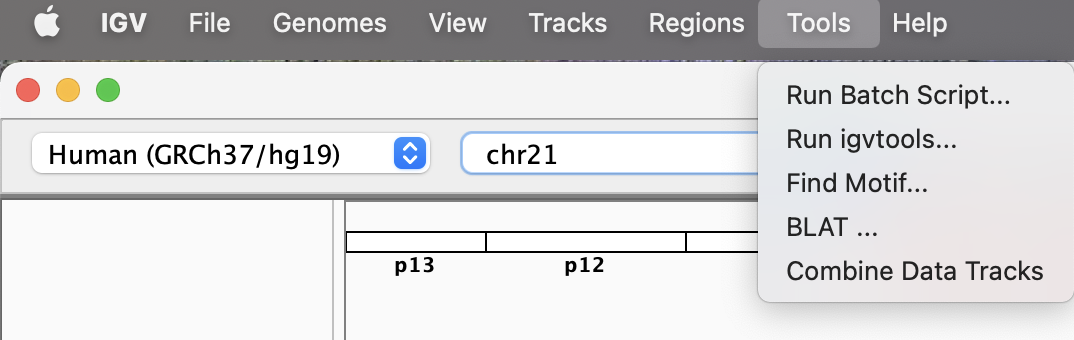 IGV File Genomes View Tracks Regions Tools Help
Run Batch Script...
Run igvtools...
Find Motif...
BLAT ...
Combine Data Tracks
Human (GRCh37/hg19) chr21
p13 p12